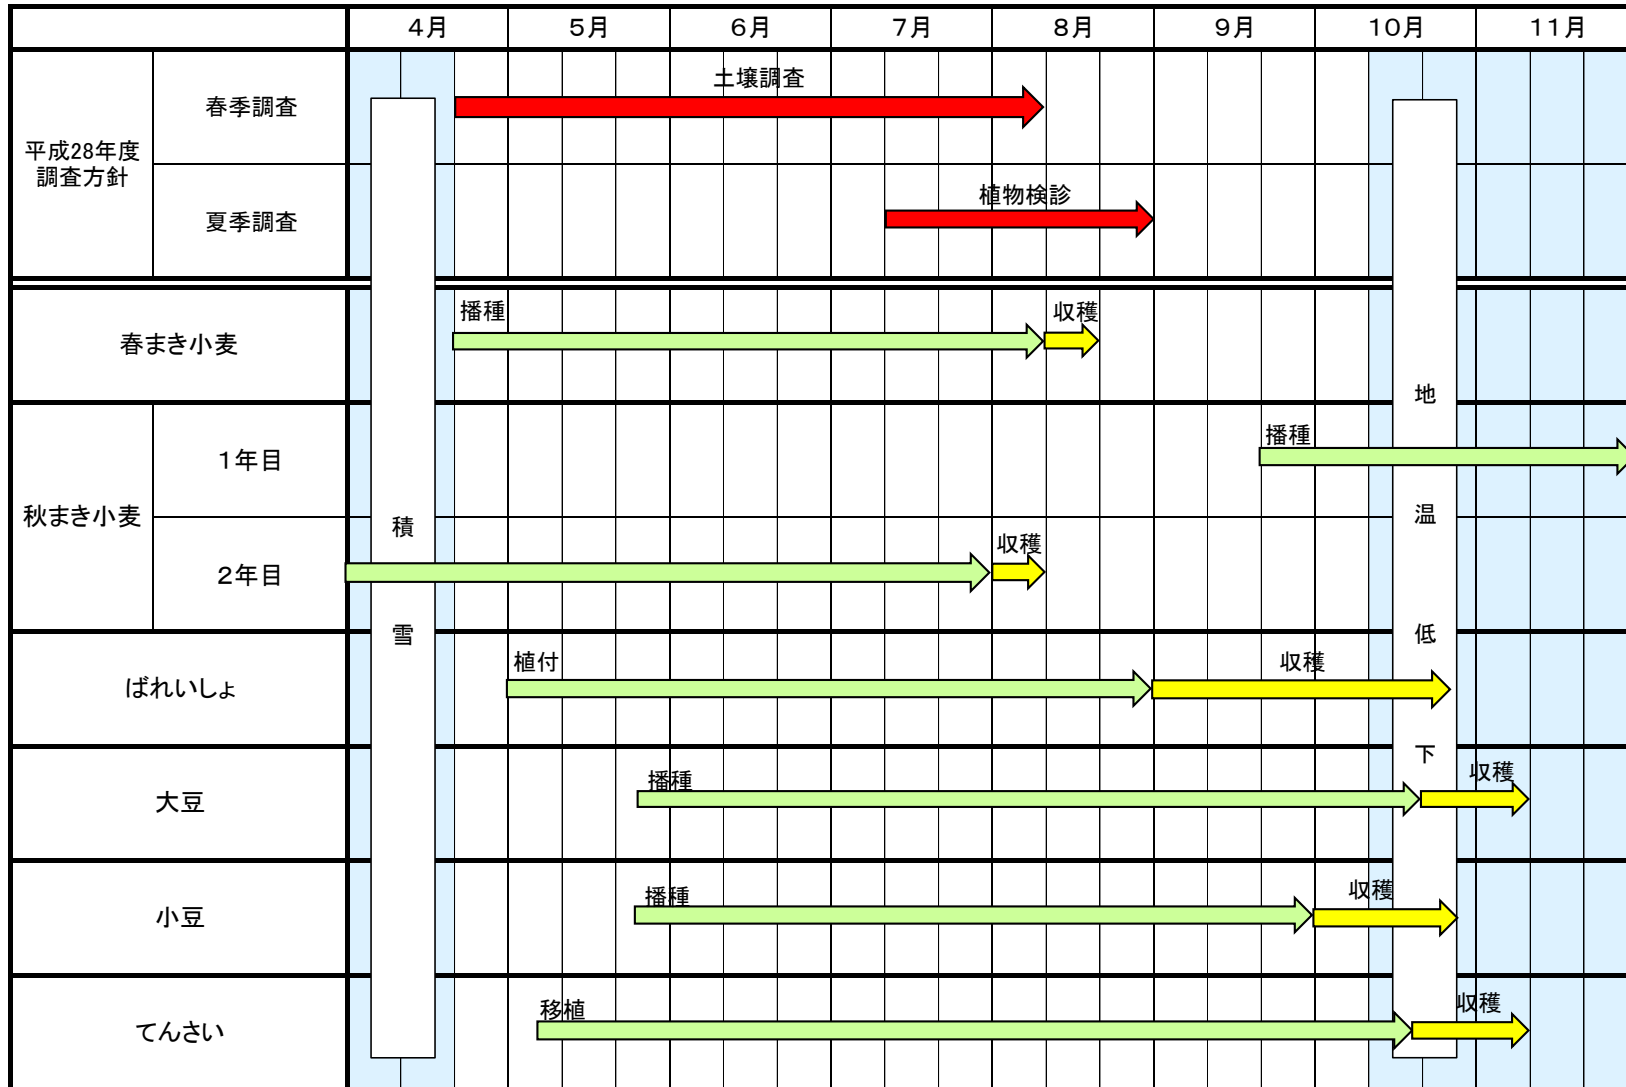 4月 5月 6月 7月 8月 9月 10月 11月
平成28年度
調査方針
春季調査
土壌調査
夏季調査
植物検診
春まき小麦
播種 収穫
秋まき小麦
1年目
播種
2年目
収穫
ばれいしょ
植付 収穫
大豆
播種 収穫
小豆
播種 収穫
てんさい
移植 収穫
積
雪
地
温
低
下